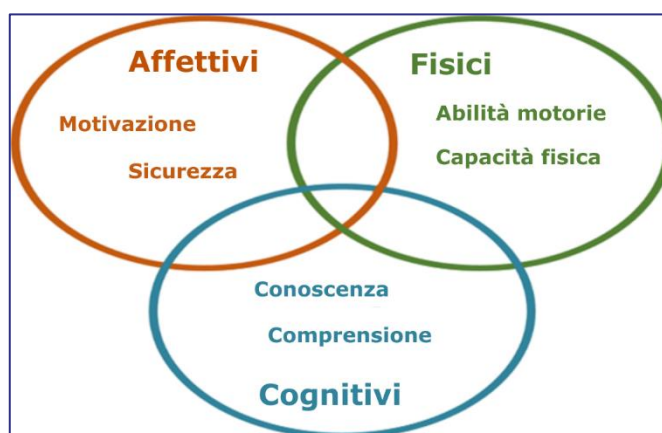 Affettivi
Motivazione
Sicurezza
Fisici
Abilità motorie
Capacità fisica
Conoscenza
Comprensione
Cognitivi